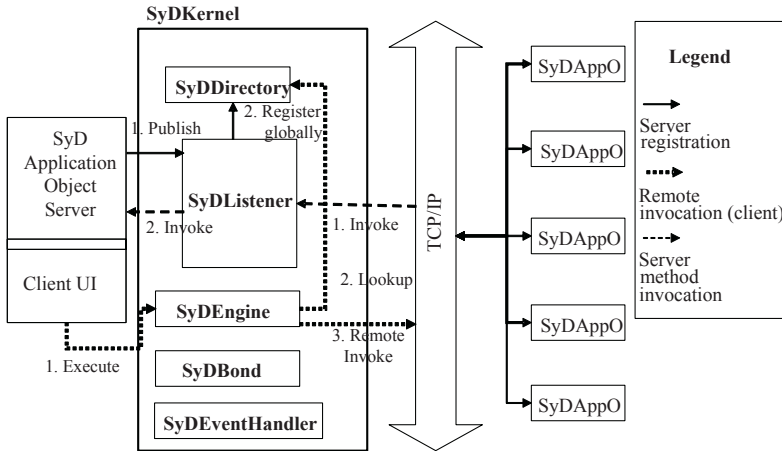 SyDKernel
SyDDirectory
1. Publish
2. Register
globally
SyD
Application
Object
Server
SyDListener
2. Invoke
1. Invoke
Client UI
2. Lookup
SyDEngine
3. Remote
Invoke
1. Execute
SyDBond
SyDEventHandler
TCP/IP
SyDAppO
SyDAppO
SyDAppO
SyDAppO
SyDAppO
Legend
Server
registration
Remote
invocation (client)
Server
method
invocation